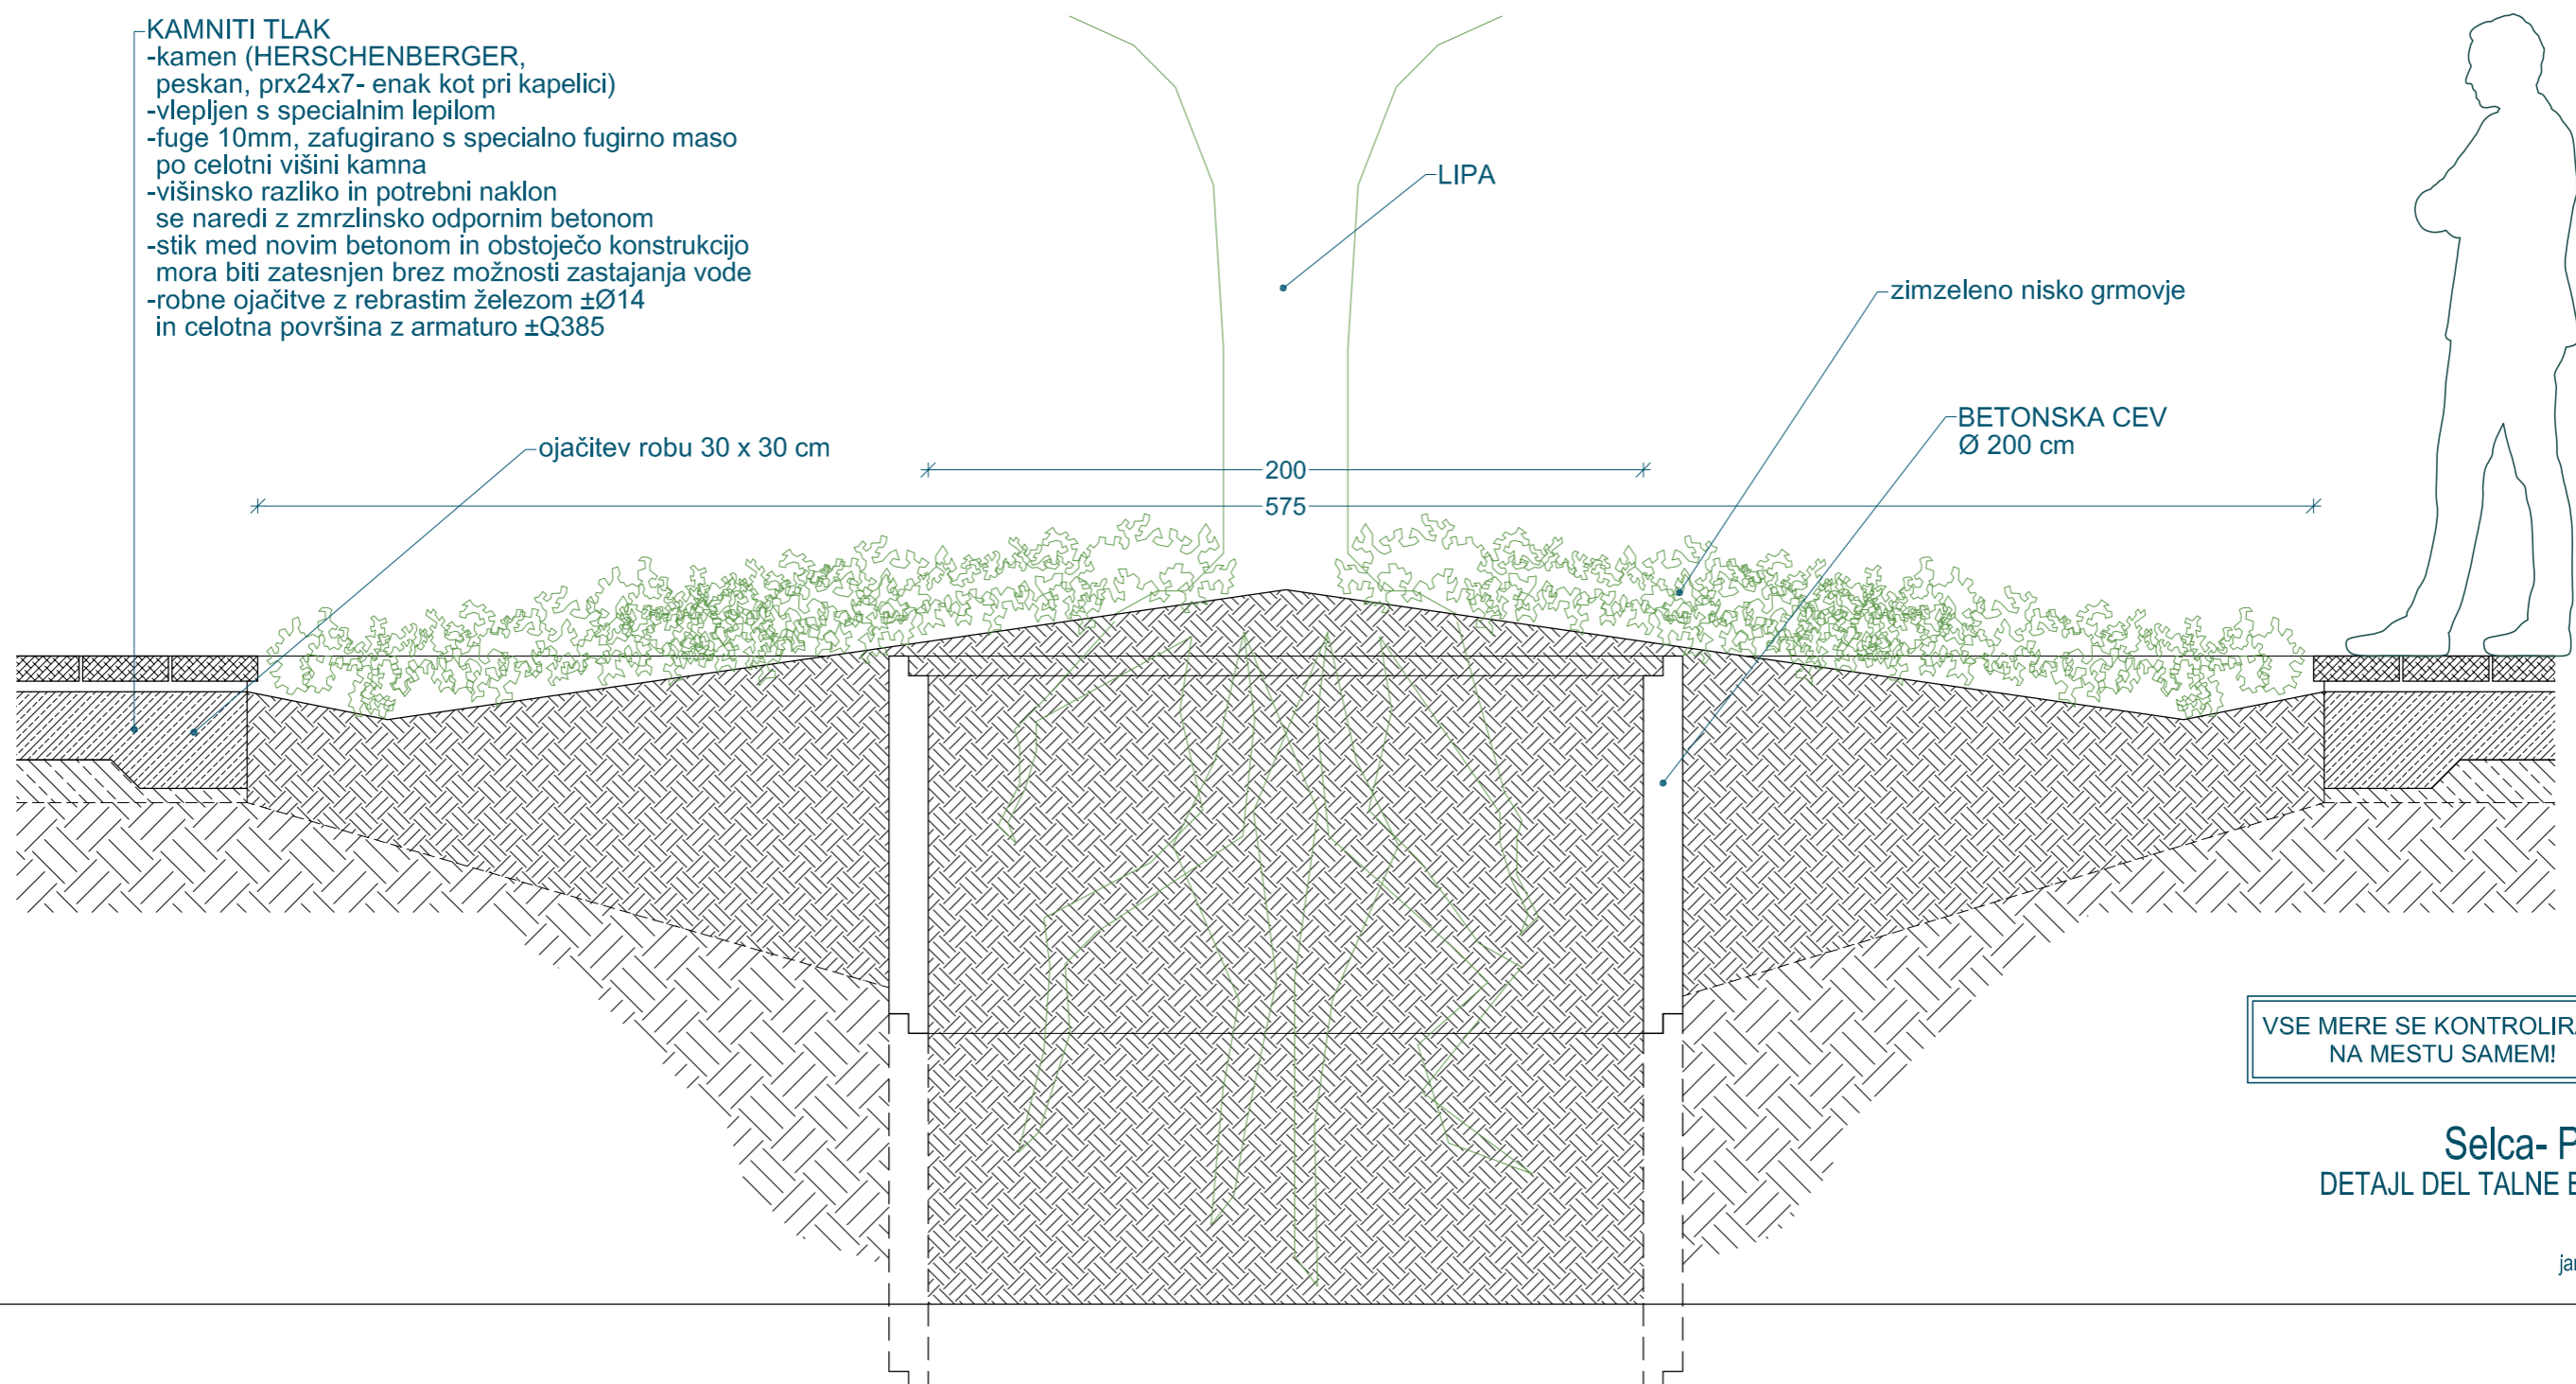 KAMNITI TLAK
-kamen (HERSCHENBERGER,
peskan, prx24x7- enak kot pri kapelici)
-vlepljen s specialnim lepilom
-fuge 10mm, zafugirano s specialno fugirno maso
po celotni višini kamna
-višinsko razliko in potrebni naklon
se naredi z zmrzlinsko odpornim betonom
-stik med novim betonom in obstoječo konstrukcijo
mora biti zatesnjen brez možnosti zastajanja vode
-robne ojačitve z rebrastim železom ±Ø14
in celotna površina z armaturo ±Q385
LIPA
zimzeleno nisko grmovje
BETONSKA CEV
Ø 200 cm
ojačitev robu 30 x 30 cm
200
575
VSE MERE SE
NA MESTU SAMEM!
Selca-
DETAJL DEL TALNE